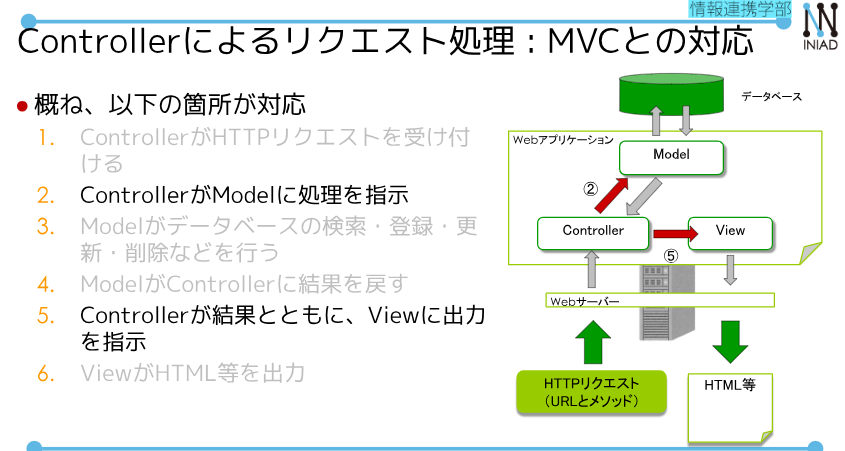 情報連携学部
INIAD
Controllerによるリクエスト処理：MVCとの対応
概ね、以下の箇所が対応
1. ControllerがHTTPリクエストを受け付
ける
2. ControllerがModelに処理を指示
3. Modelがデータベースの検索・登録・更
新・削除などを行う
4. ModelがControllerに結果を戻す
5. Controllerが結果とともに、Viewに出力
を指示
6. ViewがHTML等を出力
データベース
Webアプリケーション
Model
②
Controller
View
⑤
Webサーバー
HTTPリクエスト
（URLとメソッド）
HTML等